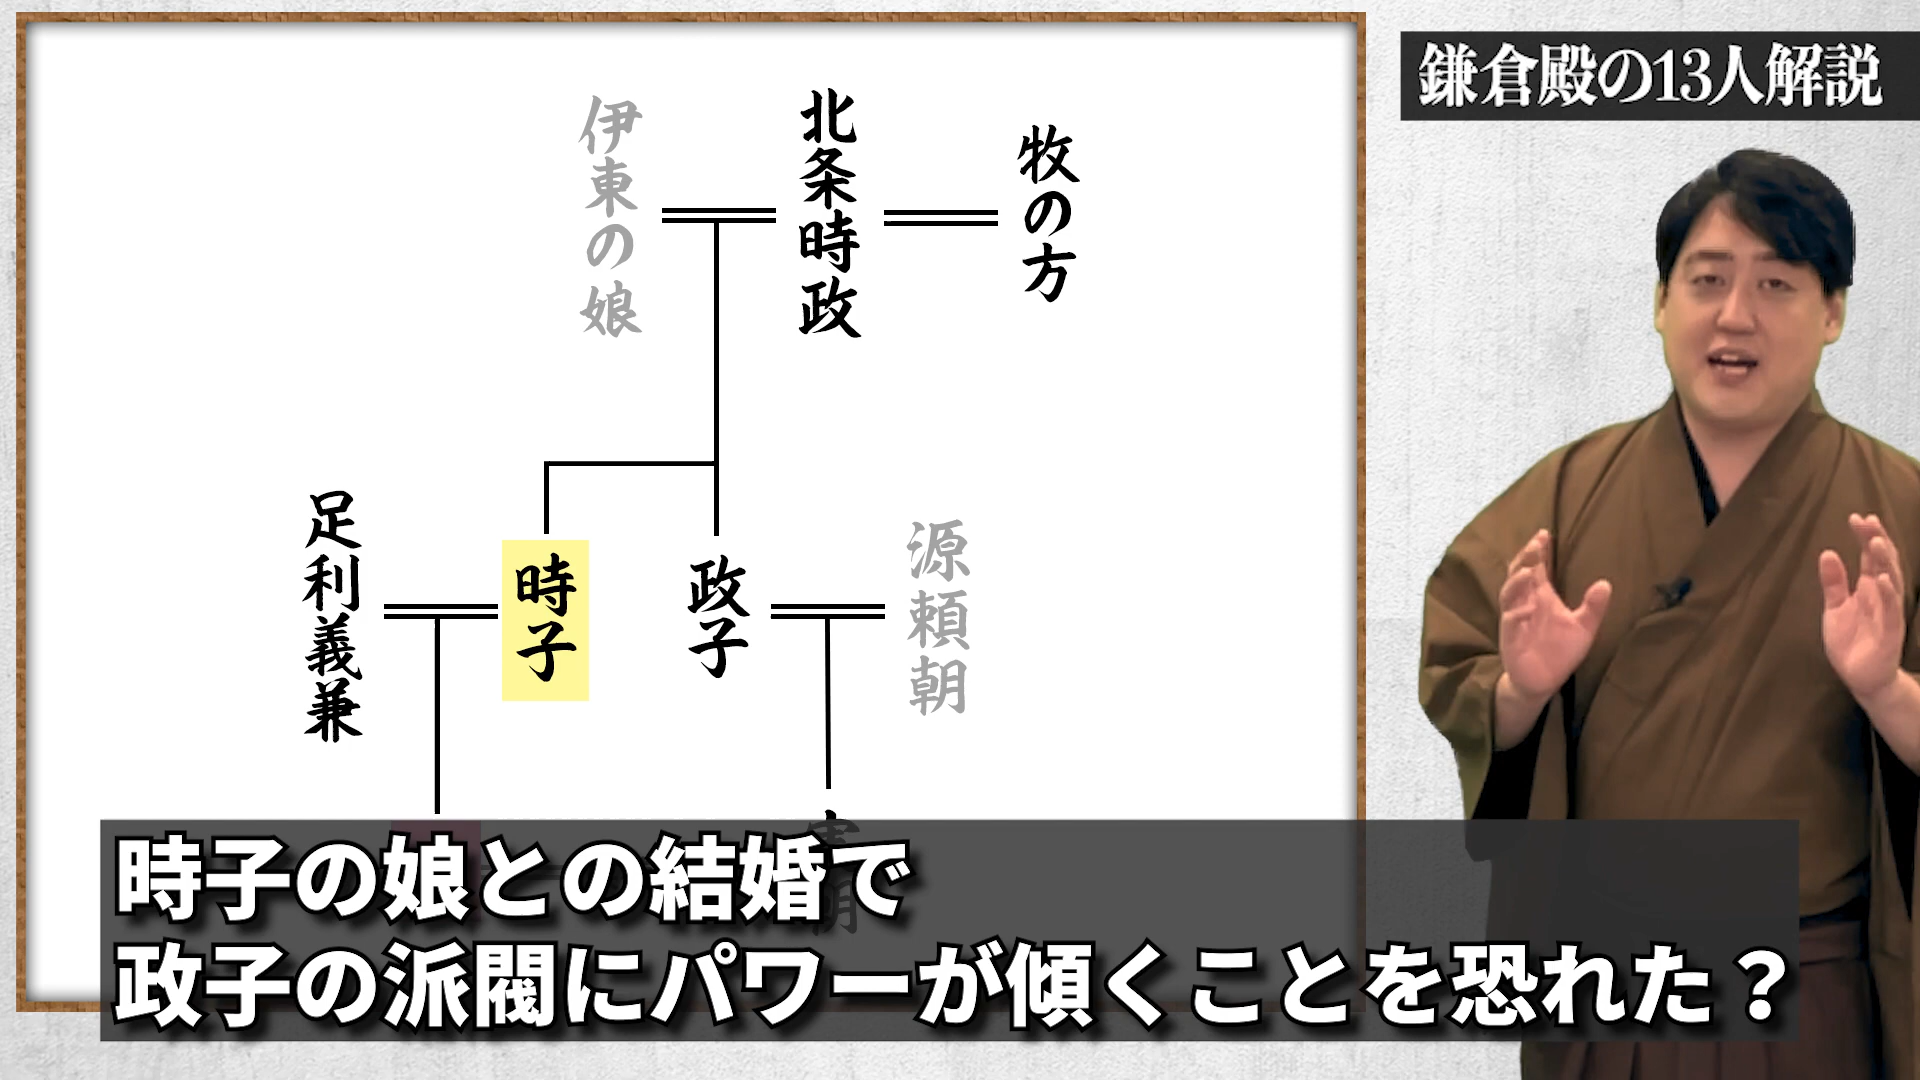 鎌倉殿の13人解説
牧の方
北条時政
伊東の娘
源頼朝
政子
時子
足利義兼
実朝
時子の娘との結婚で
政子の派閥にパワーが傾くことを恐れた？